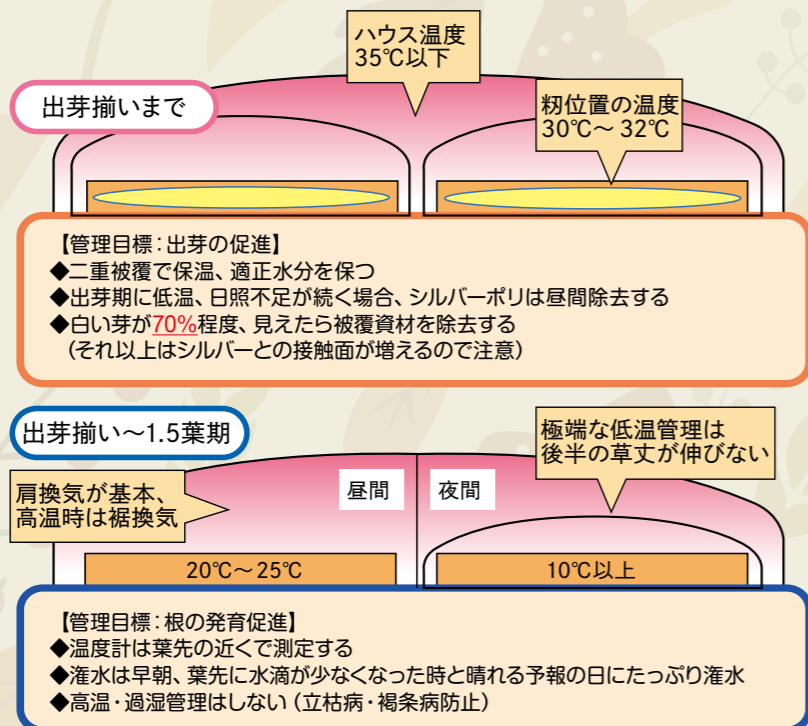 ハウス温度
35℃以下
出芽揃いまで
籾位置の温度
30℃～32℃
【管理目標：出芽の促進】
◆二重被覆で保温、適正水分を保つ
◆出芽期に低温、日照不足が続く場合、シルバーポリは昼間除去する
◆白い芽が70%程度、見えたら被覆資材を除去する
（それ以上はシルバーとの接触面が増えるので注意）
出芽揃い～1.5葉期
極端な低温管理は
後半の草丈が伸びない
肩換気が基本、
高温時は裾換気
昼間
夜間
20℃～25℃
10℃以上
【管理目標：根の発育促進】
◆温度計は葉先の近くで測定する
◆潅水は早朝、葉先に水滴が少なくなった時と晴れる予報の日にたっぷり潅水
◆高温・過湿管理はしない（立枯病・褐条病防止）